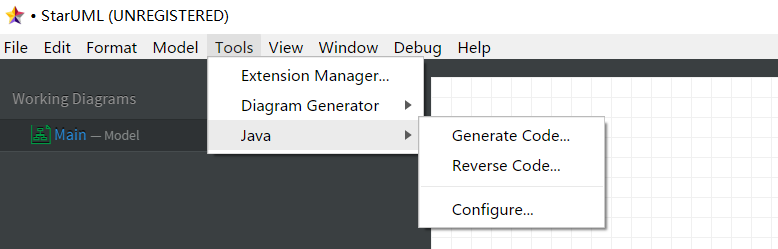 • StarUML (UNREGISTERED)
File Edit Format Model Tools View Window Debug Help
Extension Manager...
Working Diagrams
Diagram Generator
Main — Model
Java
Generate Code...
Reverse Code...
Configure...